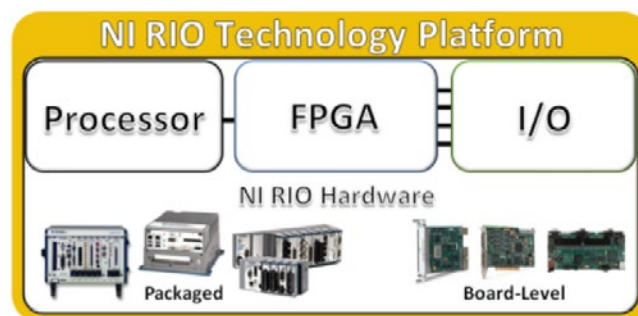 NI RIO Technology Platform
Processor
FPGA
I/O
NI RIO Hardware
Packaged
Board-Level